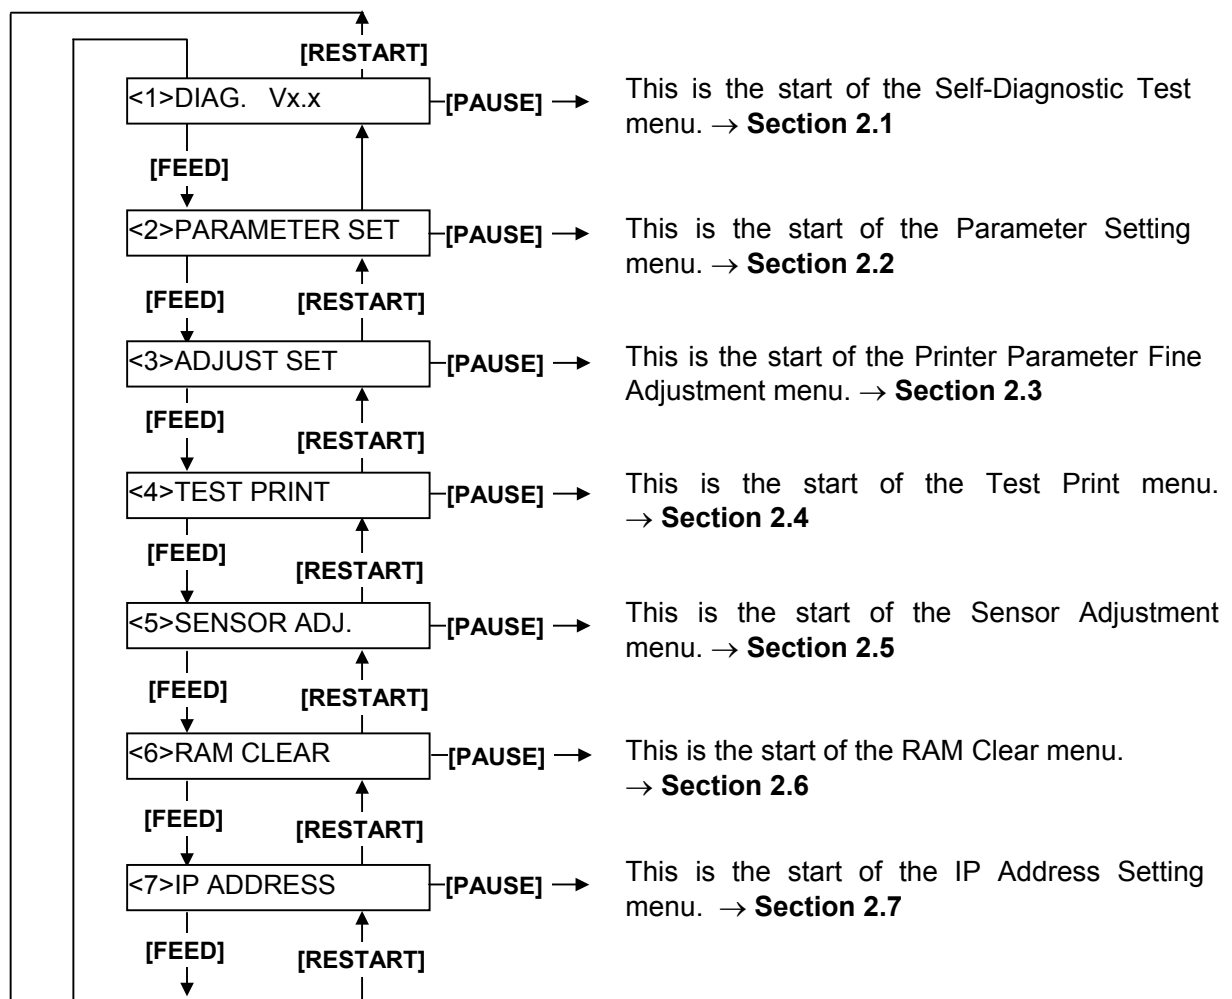 [RESTART]
<1>DIAG. Vx.x
[PAUSE]
This is the start of the Self-Diagnostic Test
menu. → Section 2.1
[FEED]
<2>PARAMETER SET
[PAUSE]
This is the start of the Parameter Setting
menu. → Section 2.2
[FEED]
[RESTART]
<3>ADJUST SET
[PAUSE]
This is the start of the Printer Parameter Fine
Adjustment menu. → Section 2.3
[FEED]
[RESTART]
<4>TEST PRINT
[PAUSE]
This is the start of the Test Print menu.
→ Section 2.4
[FEED]
[RESTART]
<5>SENSOR ADJ.
[PAUSE]
This is the start of the Sensor Adjustment
menu. → Section 2.5
[FEED]
[RESTART]
<6>RAM CLEAR
[PAUSE]
This is the start of the RAM Clear menu.
→ Section 2.6
[FEED]
[RESTART]
<7>IP ADDRESS
[PAUSE]
This is the start of the IP Address Setting
menu. → Section 2.7
[FEED]
[RESTART]